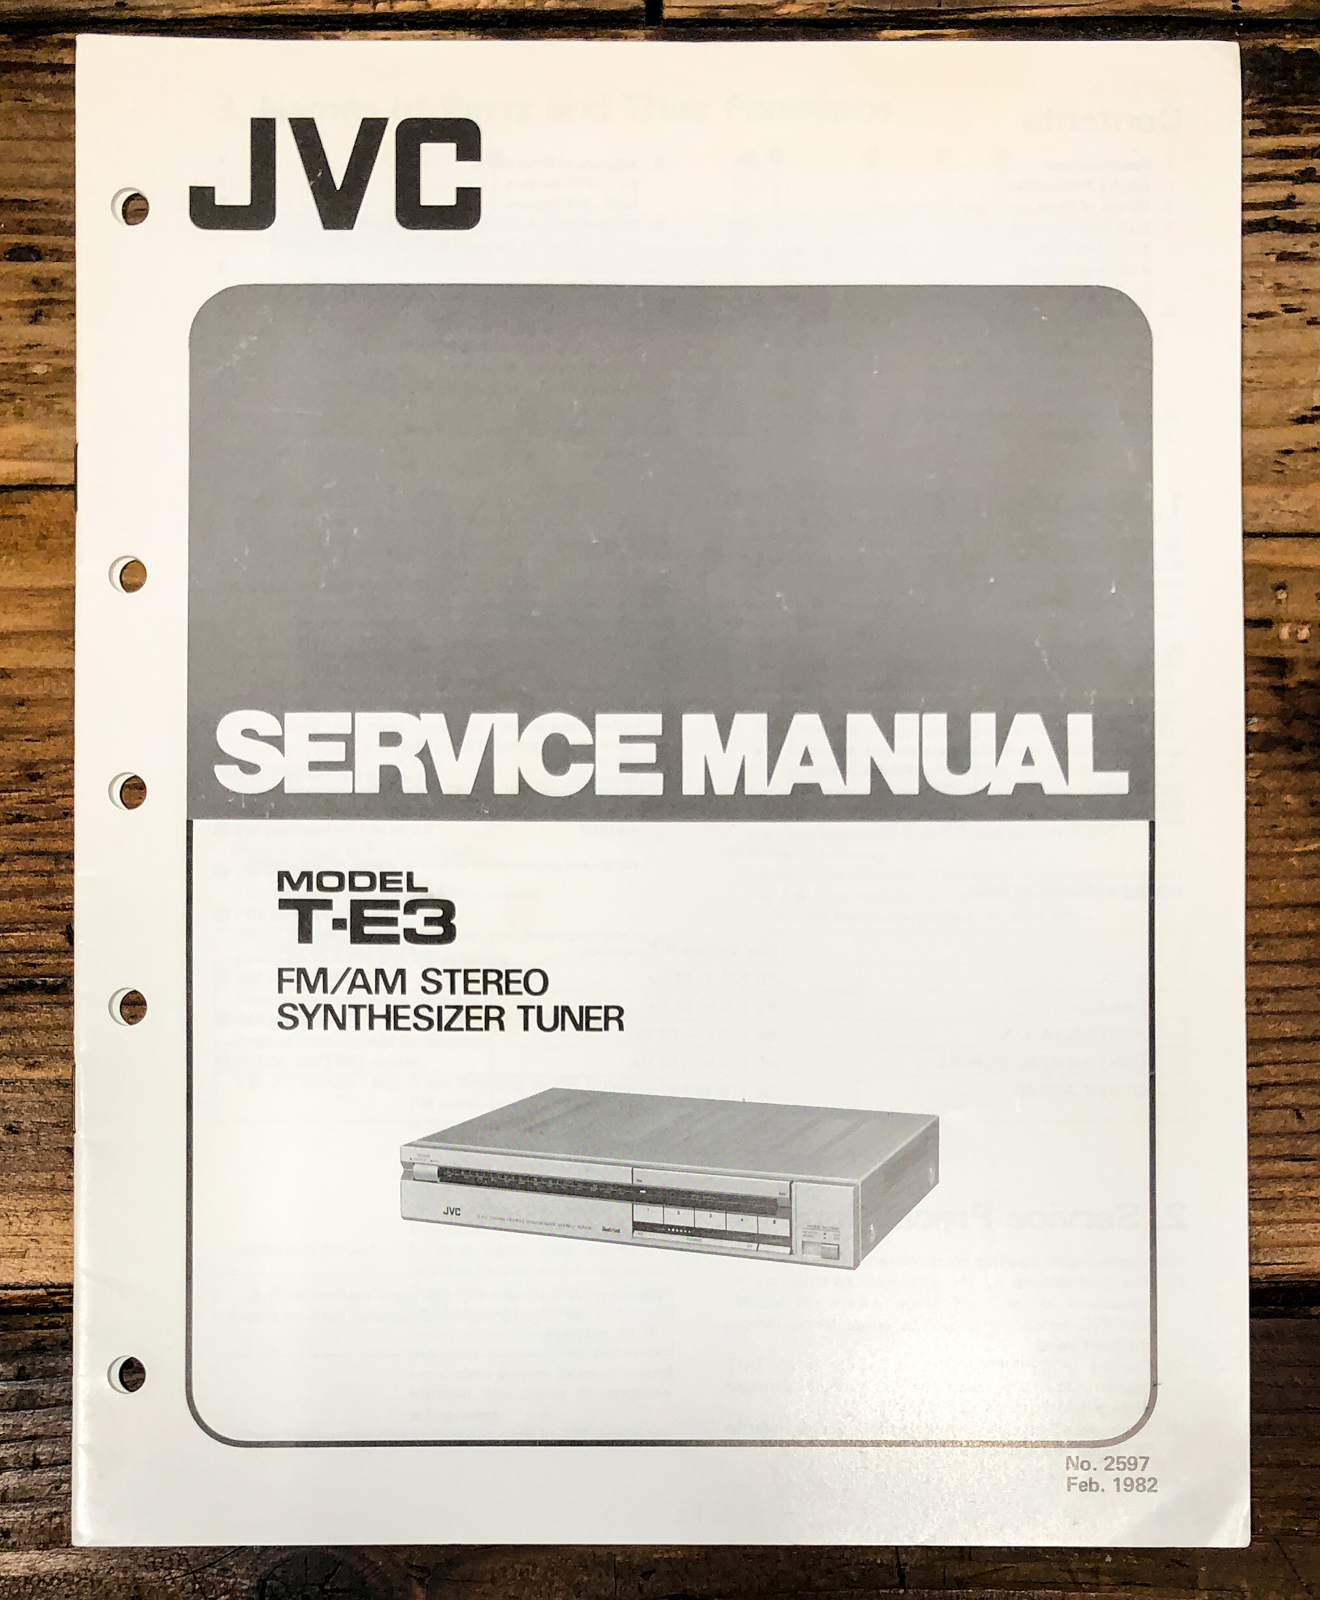 JVC
SERVICE MANUAL
MODEL
T-E3
FM/AM STEREO
SYNTHESIZER TUNER
JVC
No. 2597
Feb. 1982